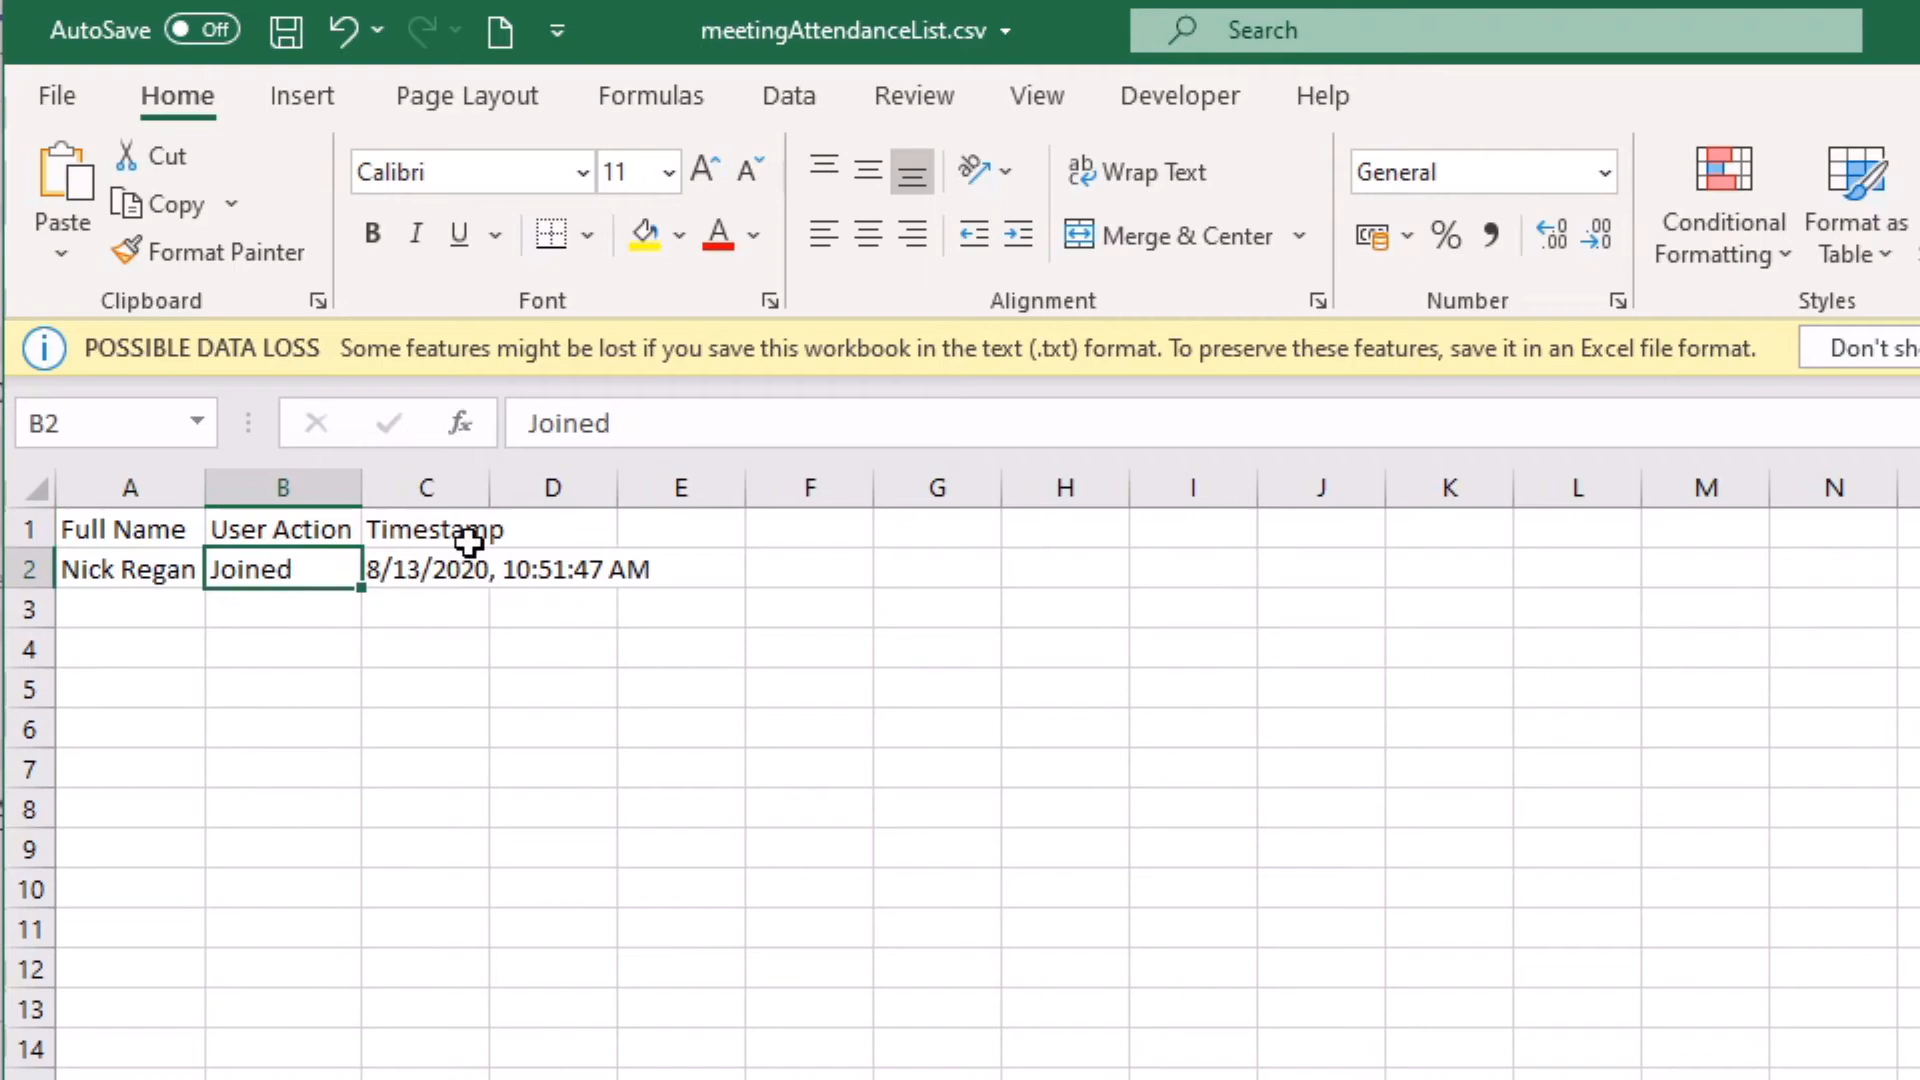 AutoSave Off meetingAttendanceList.csv Search
File Home Insert Page Layout Formulas Data Review View Developer Help
Paste
Cut
Copy
Format Painter
Clipboard
Calibri 11
B I U A
Font
Wrap Text
Merge & Center
Alignment
General
% 9
Number
Conditional Formatting
Format as Table
Styles
POSSIBLE DATA LOSS Some features might be lost if you save this workbook in the text (.txt) format. To preserve these features, save it in an Excel file format. Don't sh
B2 fx Joined
A B C D E F G H I J K L M N
1 Full Name User Action Timestamp
2 Nick Regan Joined 8/13/2020, 10:51:47 AM
3
4
5
6
7
8
9
10
11
12
13
14